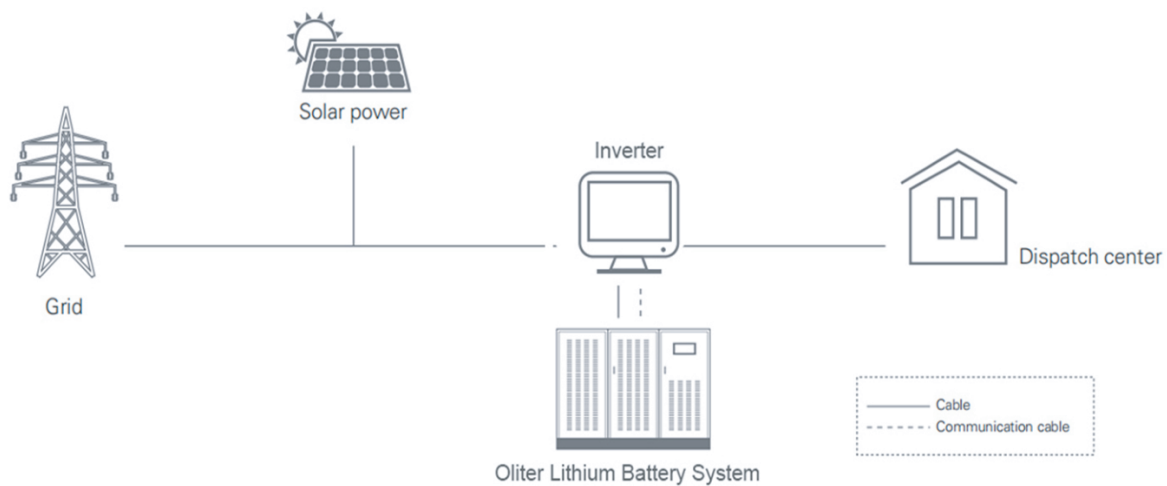 Solar power
Inverter
Dispatch center
Grid
Cable
Communication cable
Oliter Lithium Battery System